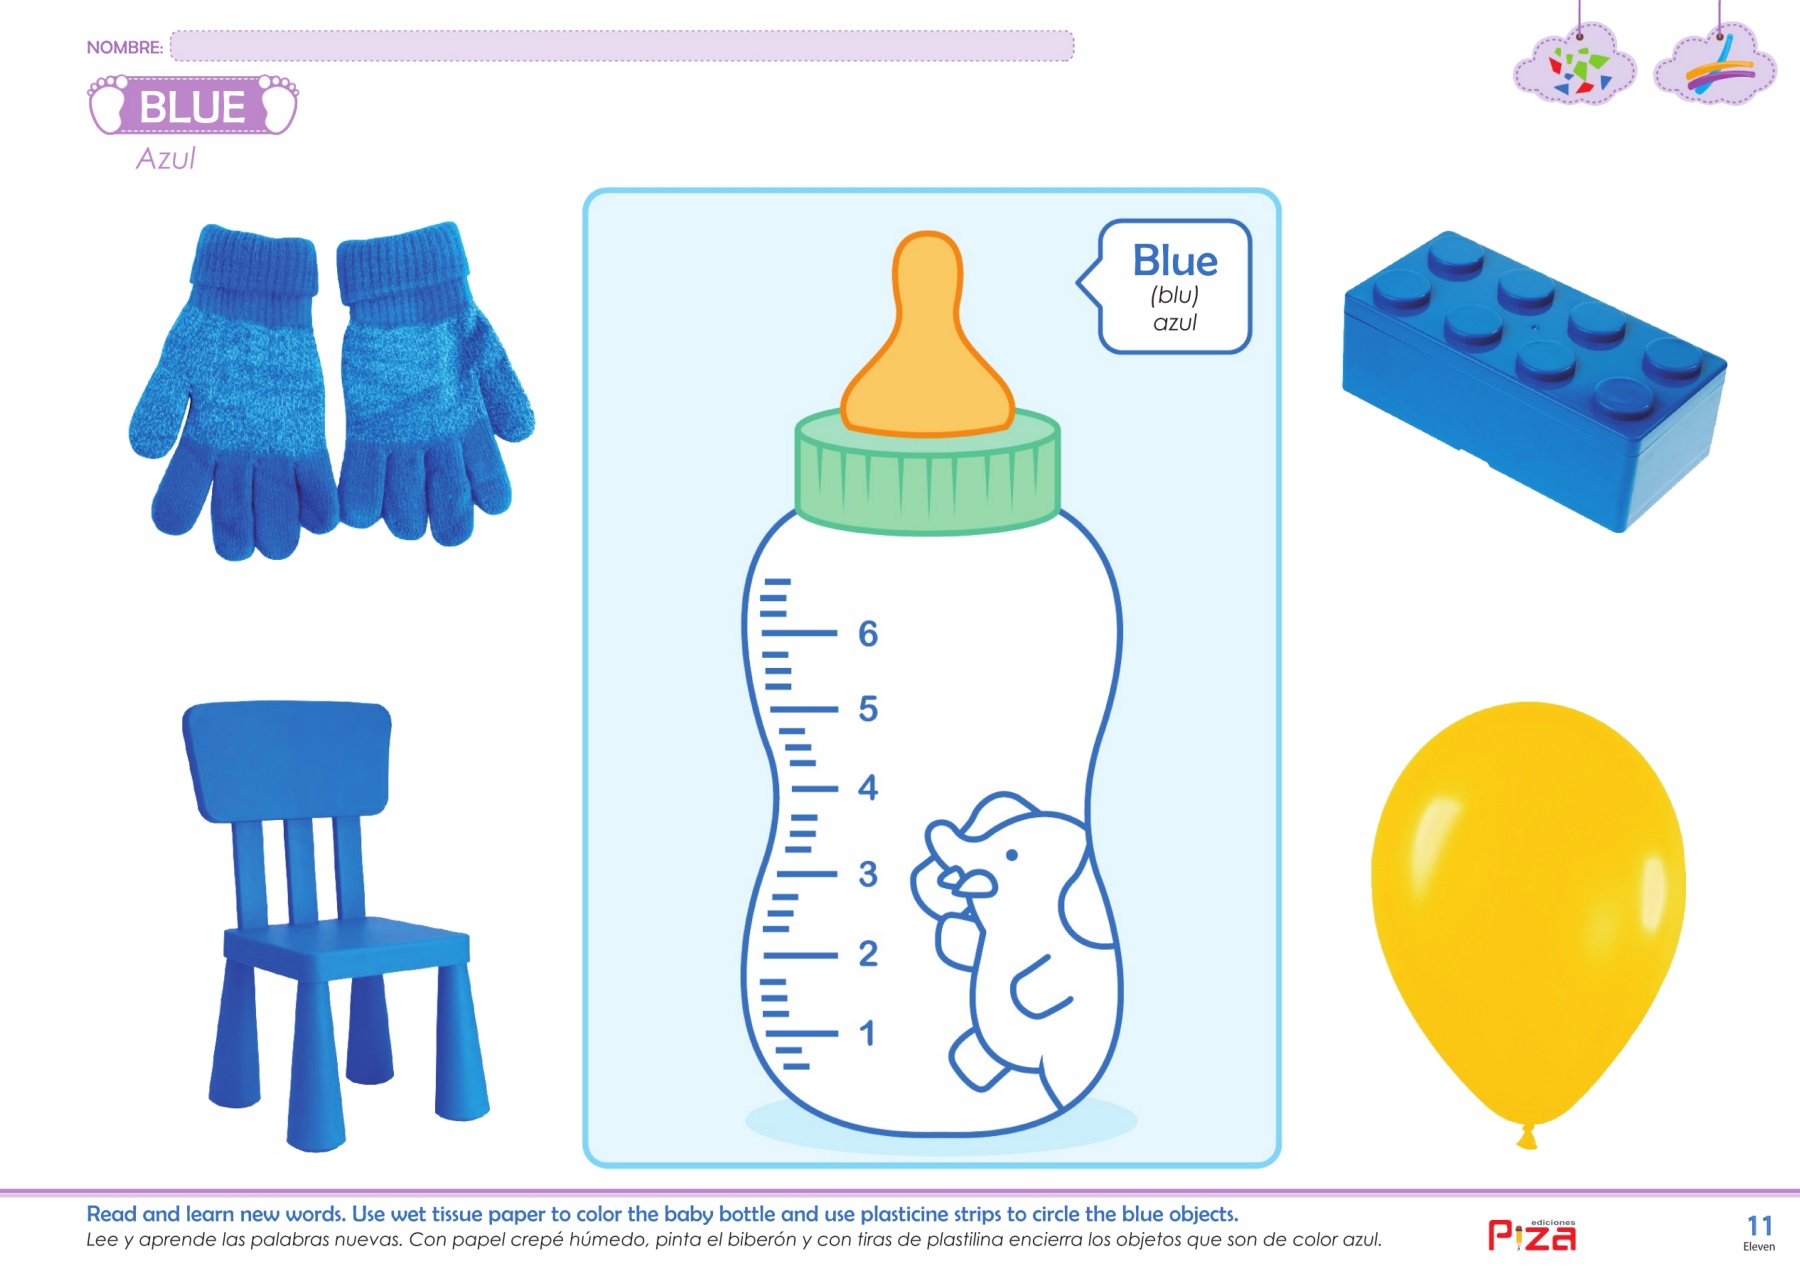 NOMBRE:
BLUE
Azul
Blue
(blu)
azul
6
5
4
3
2
1
Read and learn new words. Use wet tissue paper to color the baby bottle and use plasticine strips to circle the blue objects.
Lee y aprende las palabras nuevas. Con papel crepé húmedo, pinta el biberón y con tiras de plastilina encierra los objetos que son de color azul.
ediciones
Piza
11
Eleven